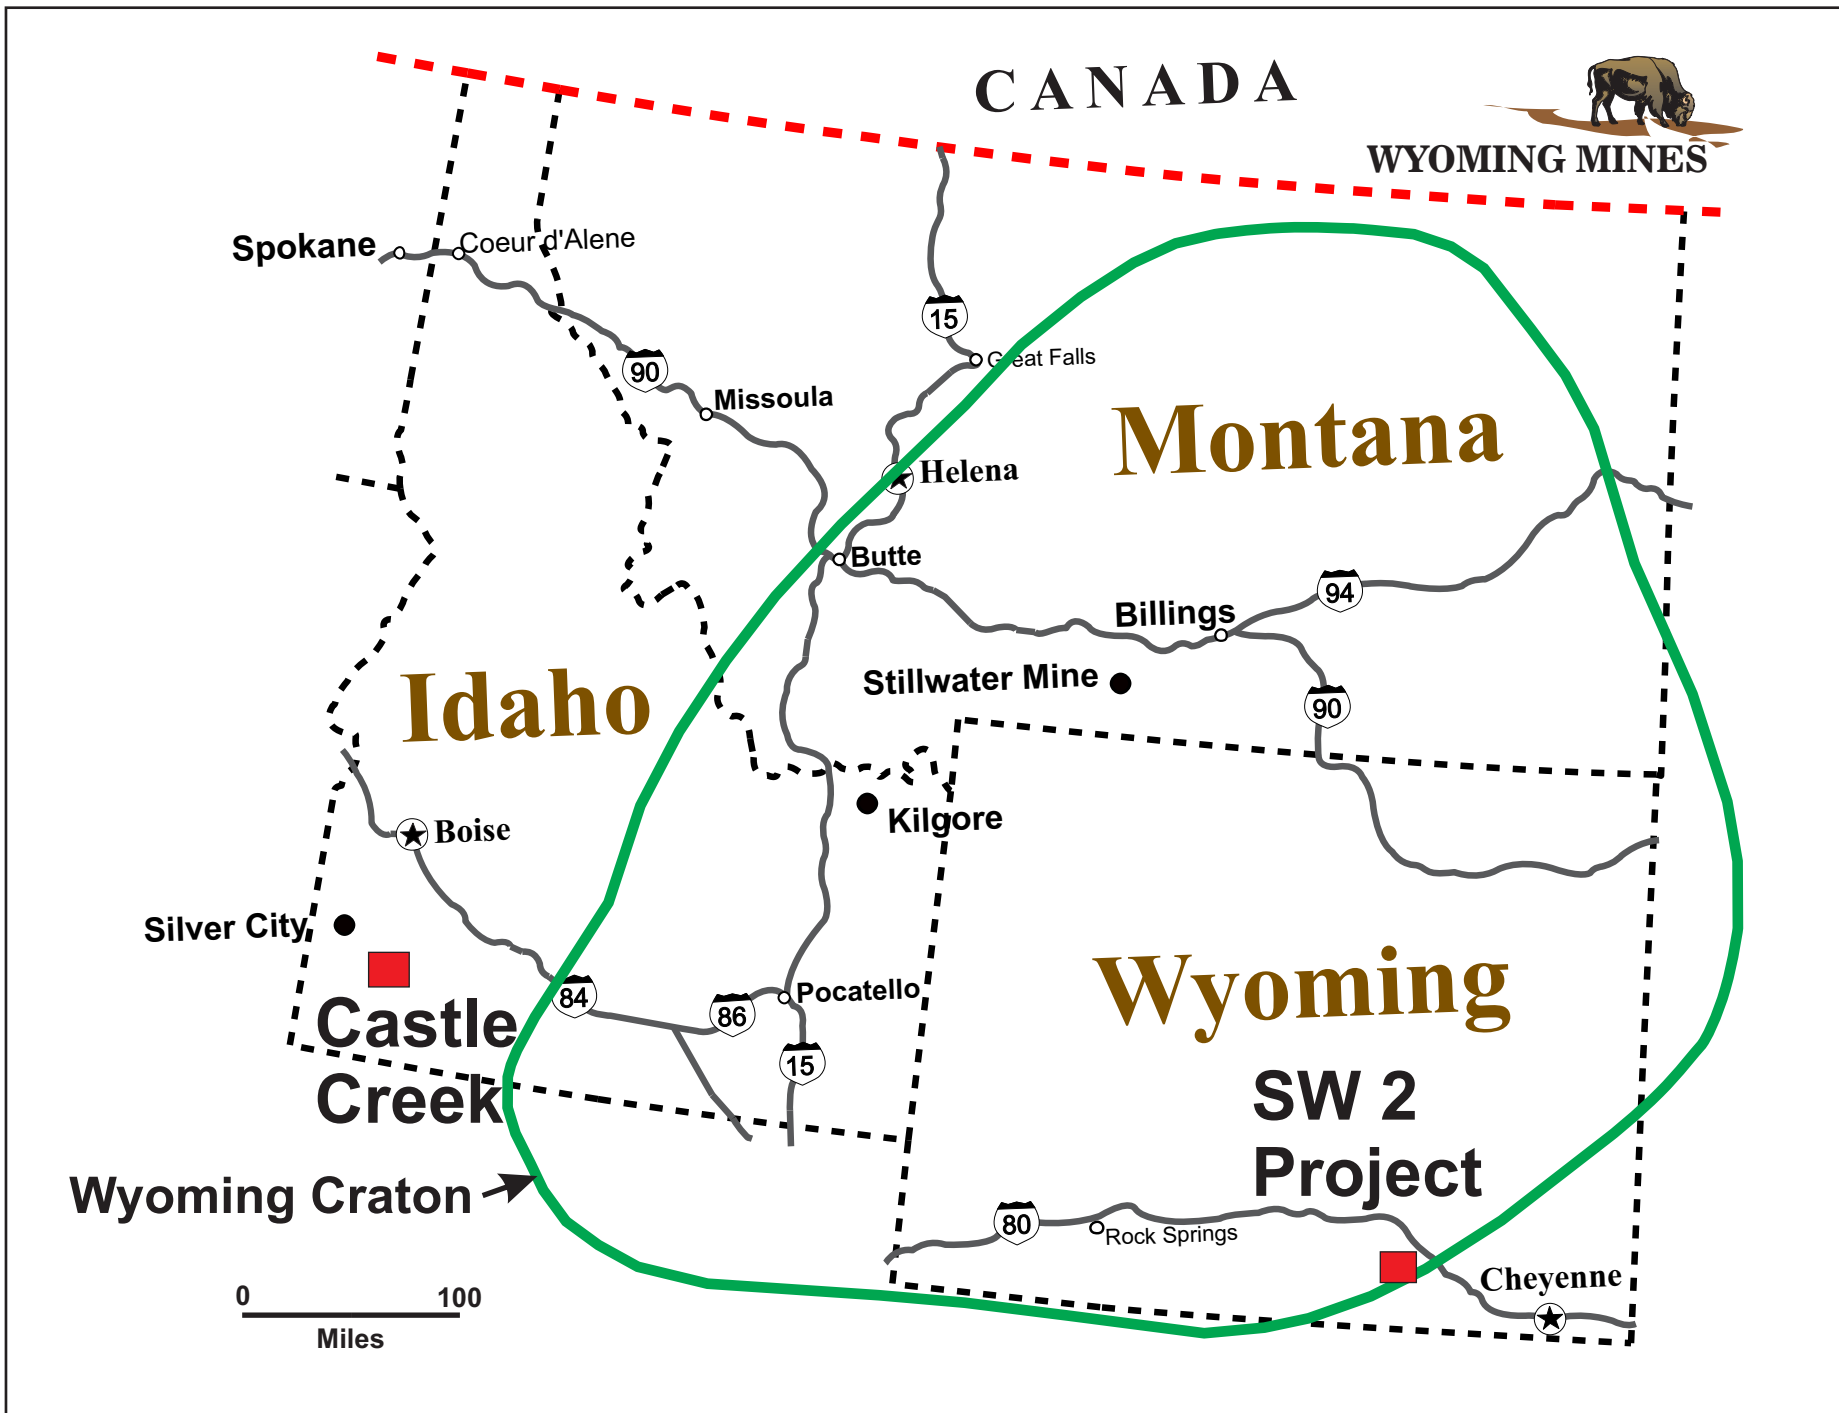 CANADA
WYOMING MINES
Spokane
Coeur d'Alene
15
Great Falls
90
Missoula
Montana
Helena
Butte
94
Billings
Idaho
Stillwater Mine
90
Kilgore
Boise
Silver City
Wyoming
84
86
Pocatello
Castle
Creek
15
SW 2
Project
Wyoming Craton
80
Rock Springs
Cheyenne
0 100
Miles